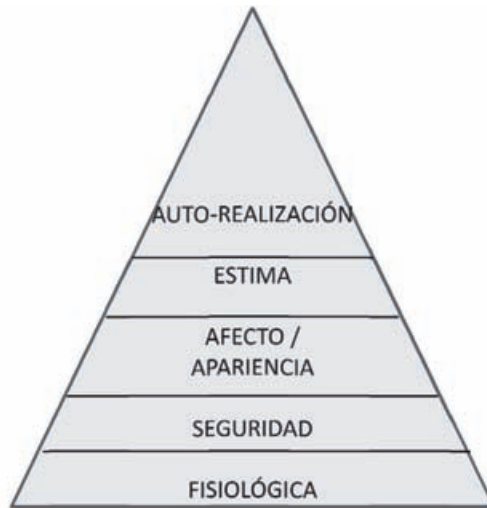 AUTO-REALIZACIÓN
ESTIMA
AFECTO /
APARIENCIA
SEGURIDAD
FISIOLÓGICA